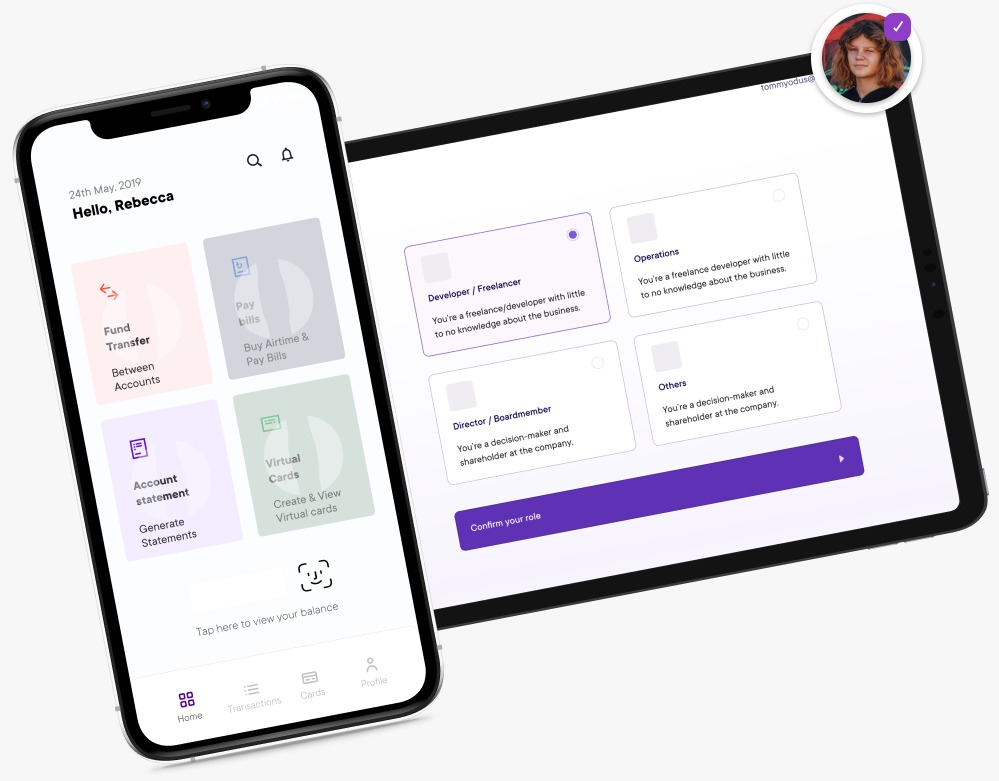 24th May, 2019
Hello, Rebecca
Fund
Transfer
Between
Accounts
Pay
bills
Buy Airtime &
Pay Bills
Account
statement
Generate
Statements
Virtual
Cards
Create & View
Virtual cards
Tap here to view your balance
Home
Transactions
Cards
Profile
tommyodus@
Developer / Freelancer
You're a freelance/developer with little
to no knowledge about the business.
Operations
You're a freelance developer with little
to no knowledge about the business.
Director / Boardmember
You're a decision-maker and
shareholder at the company.
Others
You're a decision-maker and
shareholder at the company.
Confirm your role